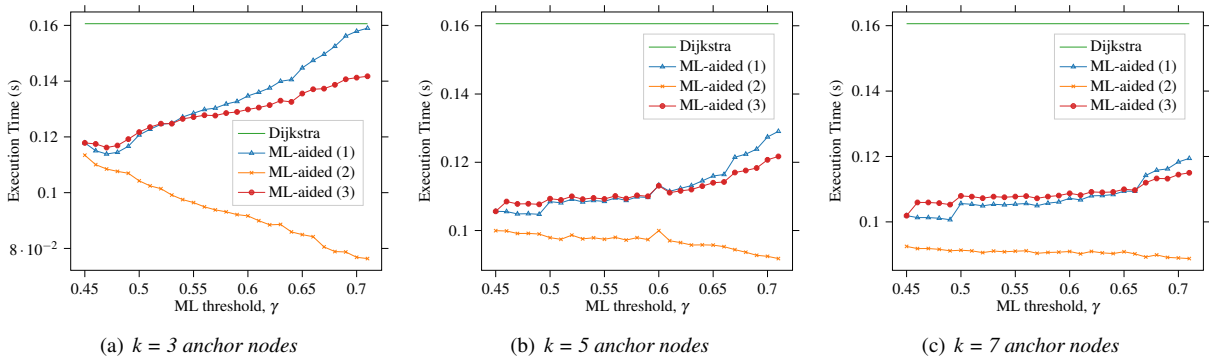 0.16
0.14
0.12
0.1
8·10⁻²
Execution Time (s)
0.45 0.5 0.55 0.6 0.65 0.7
ML threshold, γ
Dijkstra
ML-aided (1)
ML-aided (2)
ML-aided (3)
(a) k = 3 anchor nodes
0.16
0.14
0.12
0.1
Execution Time (s)
0.45 0.5 0.55 0.6 0.65 0.7
ML threshold, γ
Dijkstra
ML-aided (1)
ML-aided (2)
ML-aided (3)
(b) k = 5 anchor nodes
0.16
0.14
0.12
0.1
Execution Time (s)
0.45 0.5 0.55 0.6 0.65 0.7
ML threshold, γ
Dijkstra
ML-aided (1)
ML-aided (2)
ML-aided (3)
(c) k = 7 anchor nodes